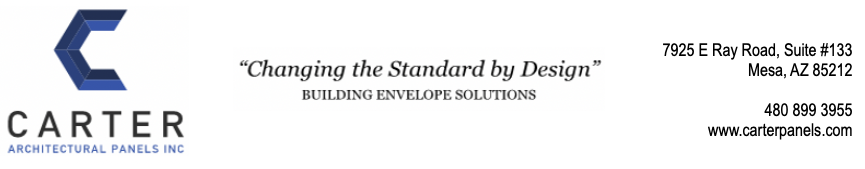 CARTER
ARCHITECTURAL PANELS INC
“Changing the Standard by Design”
BUILDING ENVELOPE SOLUTIONS
7925 E Ray Road, Suite #133
Mesa, AZ 85212
480 899 3955
www.carterpanels.com